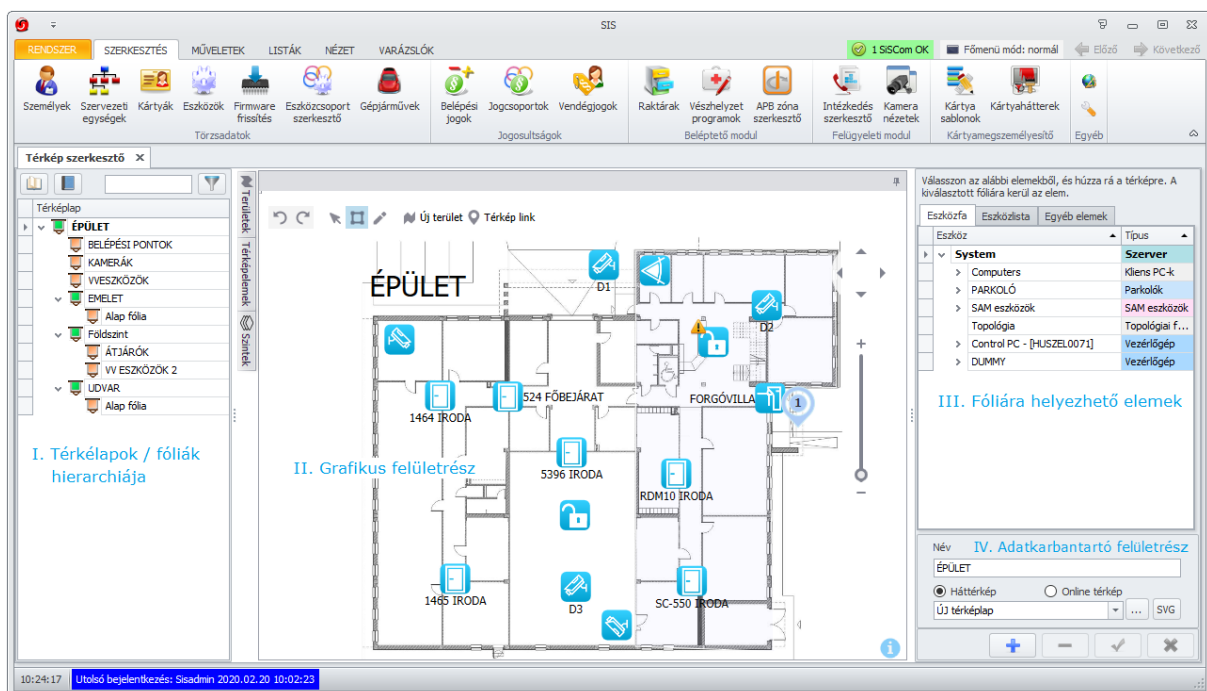 SIS
RENDSZER SZERKESZTÉS MŰVELETEK LISTÁK NÉZET VARÁZSLÓK 1 SiSCom OK Főmenü mód: normál Előző Következő
Személyek Szervezeti egységek Kártyák Eszközök Firmware frissítés Eszközcsoport szerkesztő Gépjárművek
Törzsadatok
Belépési jogok Jogcsoportok Vendégjogok
Jogosultságok
Raktárak Vészhelyzet programok APB zóna szerkesztő
Beléptető modul
Intézkedés szerkesztő Kamera nézetek
Felügyeleti modul
Kártya sablonok Kártyahátterek
Kártyamegszemélyesítő
Egyéb
Térkép szerkesztő
Térképlap
ÉPÜLET
BELÉPÉSI PONTOK
KAMERÁK
VVESZKÖZÖK
EMELET
Alap fólia
Földszint
ÁTJÁRÓK
VV ESZKÖZÖK 2
UDVAR
Alap fólia
I. Térkélapok / fóliák
hierarchiája
Területek
Térképelemek
Szintek
Új terület Térkép link
ÉPÜLET
D1
D2
524 FŐBEJÁRAT
FORGÓVILLA
1
1464 IRODA
II. Grafikus felületrész
5396 IRODA
RDM10 IRODA
1465 IRODA
D3
SC-550 IRODA
Válasszon az alábbi elemekből, és húzza rá a térképre. A
kiválasztott fóliára kerül az elem.
Eszközfa Eszközlista Egyéb elemek
Eszköz Típus
System Szerver
Computers Kliens PC-k
PARKOLÓ Parkolók
SAM eszközök SAM eszközök
Topológia Topológiai f...
Control PC - [HUSZEL0071] Vezérlőgép
DUMMY Vezérlőgép
III. Fóliára helyezhető elemek
Név IV. Adatkarbantartó felületrész
ÉPÜLET
Háttérkép Online térkép
ÚJ térképlap ... SVG
10:24:17 Utolsó bejelentkezés: Sisadmin 2020.02.20 10:02:23